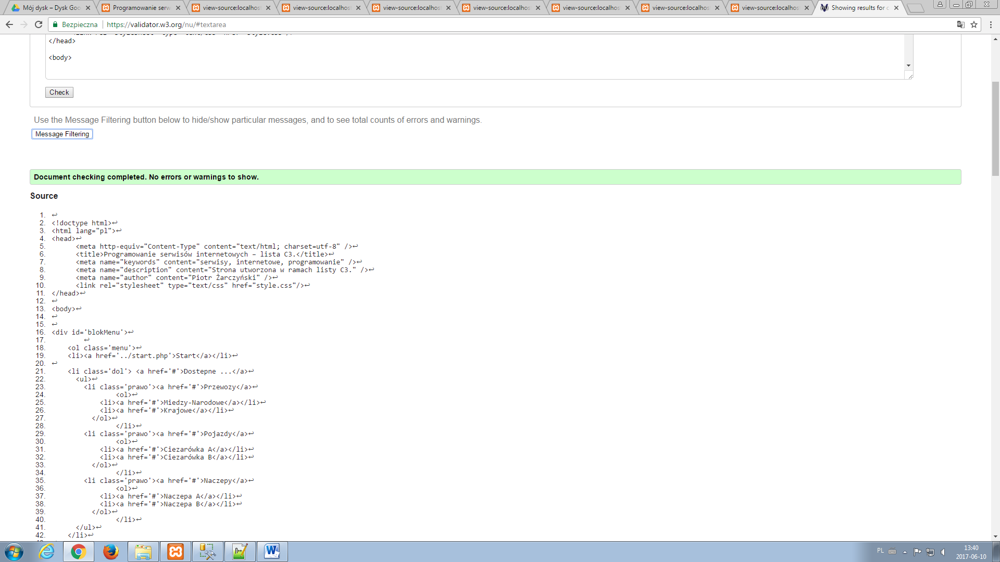 Mój dysk – Dysk Goo
Programowanie serw
view-source:localhos
view-source:localhos
view-source:localhos
view-source:localhos
view-source:localhos
view-source:localhos
view-source:localhos
Showing results for c
Bezpieczna
https://validator.w3.org/nu/#textarea
</head>
<body>
Check
Use the Message Filtering button below to hide/show particular messages, and to see total counts of errors and warnings.
Message Filtering
Document checking completed. No errors or warnings to show.
Source
1. ↩
2. <!doctype html>↩
3. <html lang="pl">↩
4. <head>↩
5. <meta http-equiv="Content-Type" content="text/html; charset=utf-8" />↩
6. <title>Programowanie serwisów internetowych – lista C3.</title>↩
7. <meta name="keywords" content="serwisy, internetowe, programowanie" />↩
8. <meta name="description" content="Strona utworzona w ramach listy C3." />↩
9. <meta name="author" content="Piotr Żarczyński" />↩
10. <link rel="stylesheet" type="text/css" href="style.css"/>↩
11. </head>↩
12. ↩
13. <body>↩
14. ↩
15. ↩
16. <div id='blokMenu'>↩
17. ↩
18. <ol class='menu'>↩
19. <li><a href='../start.php'>Start</a></li>↩
20. ↩
21. <li class='dol'> <a href='#'>Dostepne ...</a>↩
22. <ul>↩
23. <li class='prawo'><a href='#'>Przewozy</a>↩
24. <ol>↩
25. <li><a href='#'>Miedzy-Narodowe</a></li>↩
26. <li><a href='#'>Krajowe</a></li>↩
27. </ol>↩
28. </li>↩
29. <li class='prawo'><a href='#'>Pojazdy</a>↩
30. <ol>↩
31. <li><a href='#'>Ciezarówka A</a></li>↩
32. <li><a href='#'>Ciezarówka B</a></li>↩
33. </ol>↩
34. </li>↩
35. <li class='prawo'><a href='#'>Naczepy</a>↩
36. <ol>↩
37. <li><a href='#'>Naczepa A</a></li>↩
38. <li><a href='#'>Naczepa B</a></li>↩
39. </ol>↩
40. </li>↩
41. </ul>↩
42. </li>↩
PL
13:40
2017-06-10